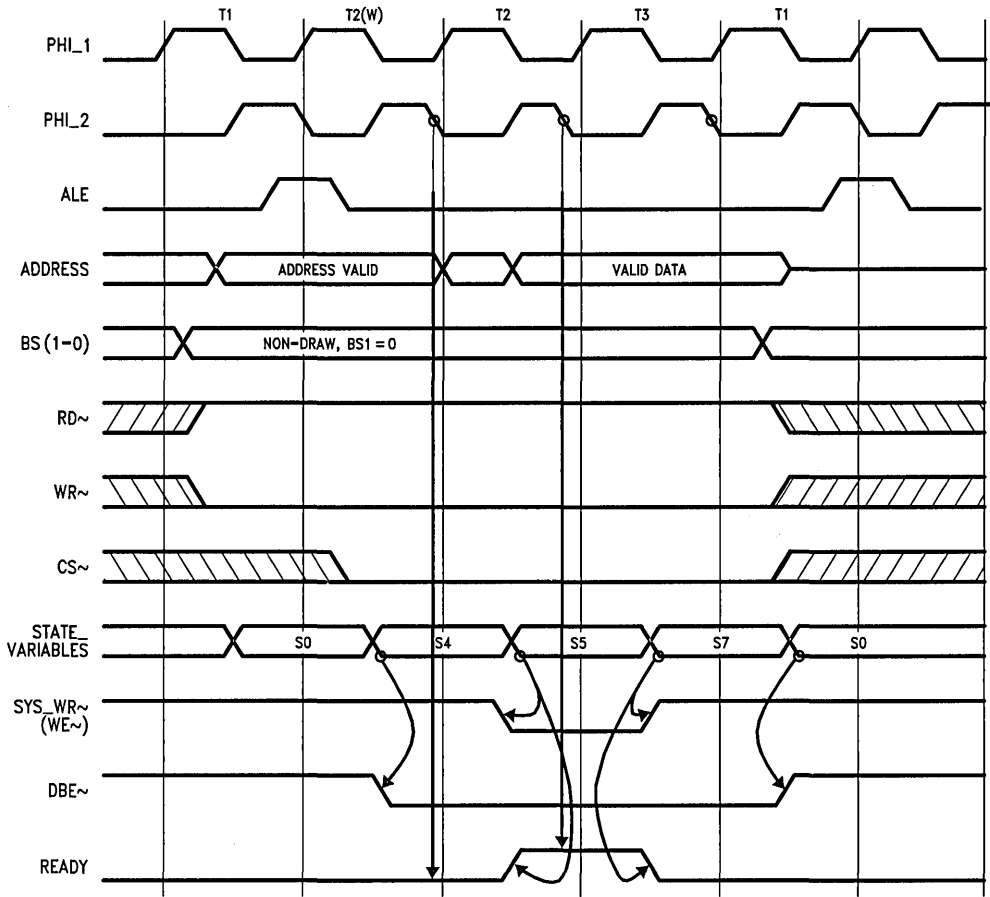 T1 T2(W) T2 T3 T1
PHI_1
PHI_2
ALE
ADDRESS ADDRESS VALID VALID DATA
BS(1-0) NON-DRAW, BS1=0
RD~
WR~
CS~
STATE_
VARIABLES S0 S4 S5 S7 S0
SYS_WR~
(WE~)
DBE~
READY